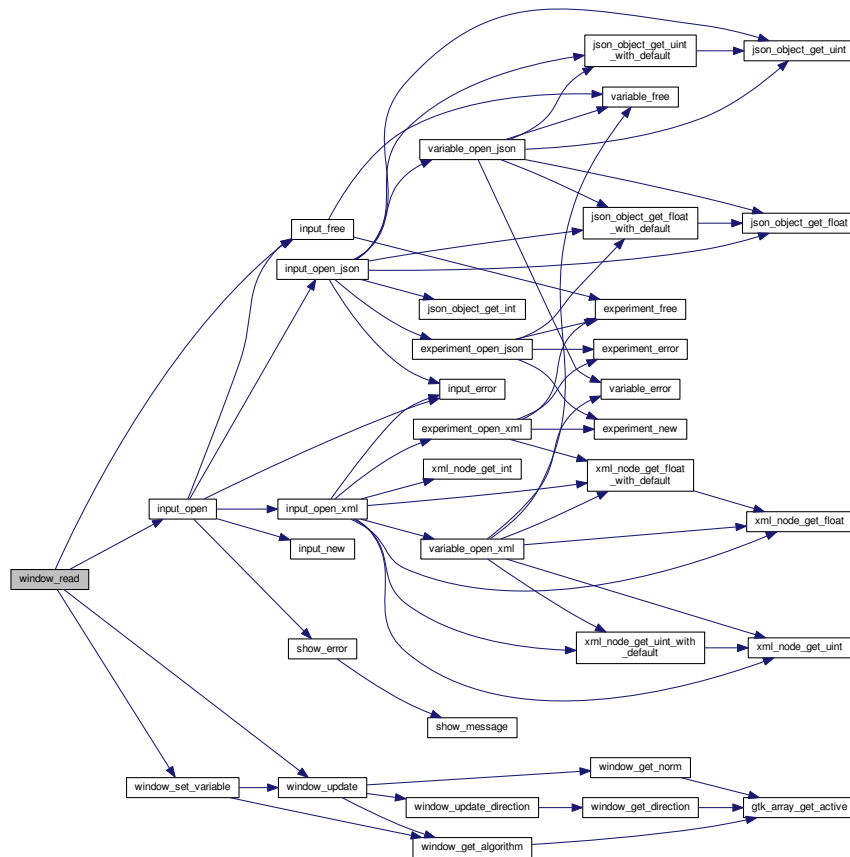 json_object_get_uint
_with_default
json_object_get_uint
variable_free
variable_open_json
input_free
json_object_get_float
_with_default
json_object_get_float
input_open_json
json_object_get_int
experiment_free
experiment_open_json
experiment_error
input_error
variable_error
experiment_open_xml
experiment_new
xml_node_get_int
xml_node_get_float
_with_default
input_open
input_open_xml
xml_node_get_float
input_new
variable_open_xml
window_read
show_error
xml_node_get_uint_with
_default
xml_node_get_uint
show_message
window_get_norm
window_set_variable
window_update
window_update_direction
window_get_direction
gtk_array_get_active
window_get_algorithm